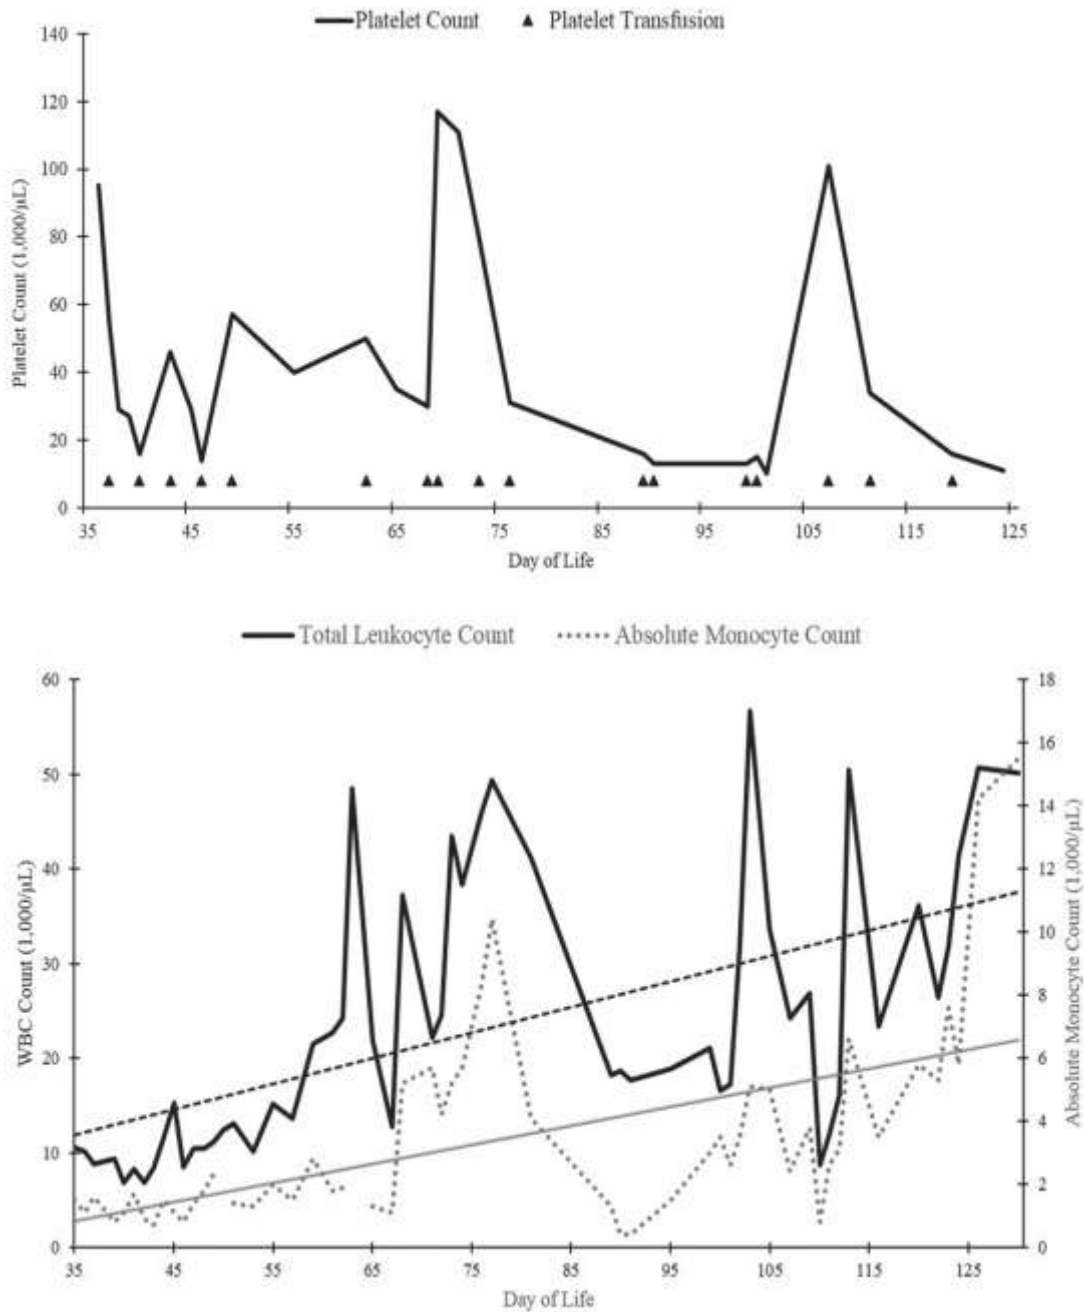 Platelet Count   Platelet Transfusion
140
120
100
80
60
40
20
0
Platelet Count (1,000/µL)
35 45 55 65 75 85 95 105 115 125
Day of Life
Total Leukocyte Count   Absolute Monocyte Count
60
50
40
30
20
10
0
WBC Count (1,000/µL)
18
16
14
12
10
8
6
4
2
0
Absolute Monocyte Count (1,000/µL)
35 45 55 65 75 85 95 105 115 125
Day of Life